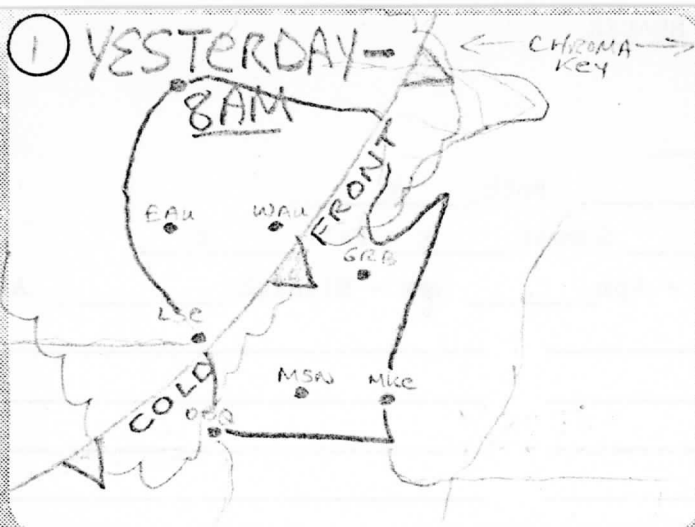 1 YESTERDAY-
8AM
← CHROMA →
KEY
FRONT
EAU
WAU
GRB
LSE
COLD
MSN
MKE
DBQ